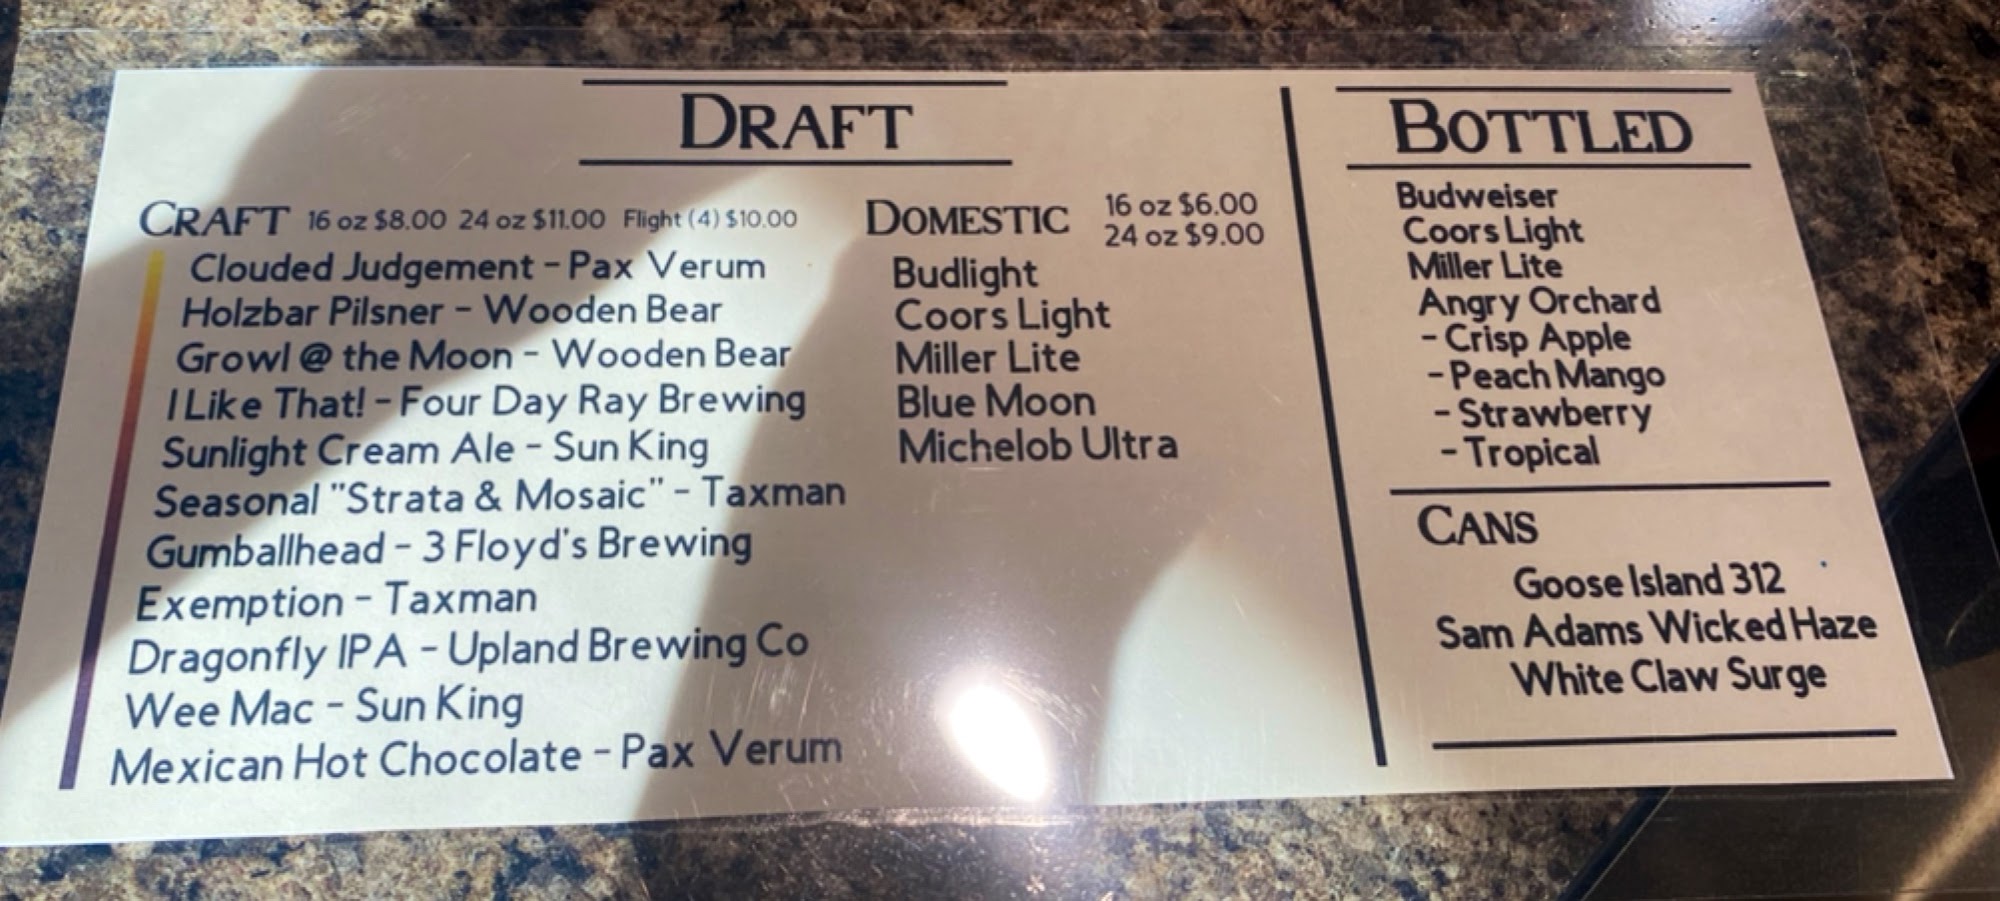 DRAFT
CRAFT 16 oz $8.00 24 oz $11.00 Flight (4) $10.00
Clouded Judgement - Pax Verum
Holzbar Pilsner - Wooden Bear
Growl @ the Moon - Wooden Bear
I Like That! - Four Day Ray Brewing
Sunlight Cream Ale - Sun King
Seasonal "Strata & Mosaic" - Taxman
Gumballhead - 3 Floyd's Brewing
Exemption - Taxman
Dragonfly IPA - Upland Brewing Co
Wee Mac - Sun King
Mexican Hot Chocolate - Pax Verum
DOMESTIC 16 oz $6.00
24 oz $9.00
Budlight
Coors Light
Miller Lite
Blue Moon
Michelob Ultra
BOTTLED
Budweiser
Coors Light
Miller Lite
Angry Orchard
- Crisp Apple
- Peach Mango
- Strawberry
- Tropical
CANS
Goose Island 312
Sam Adams Wicked Haze
White Claw Surge